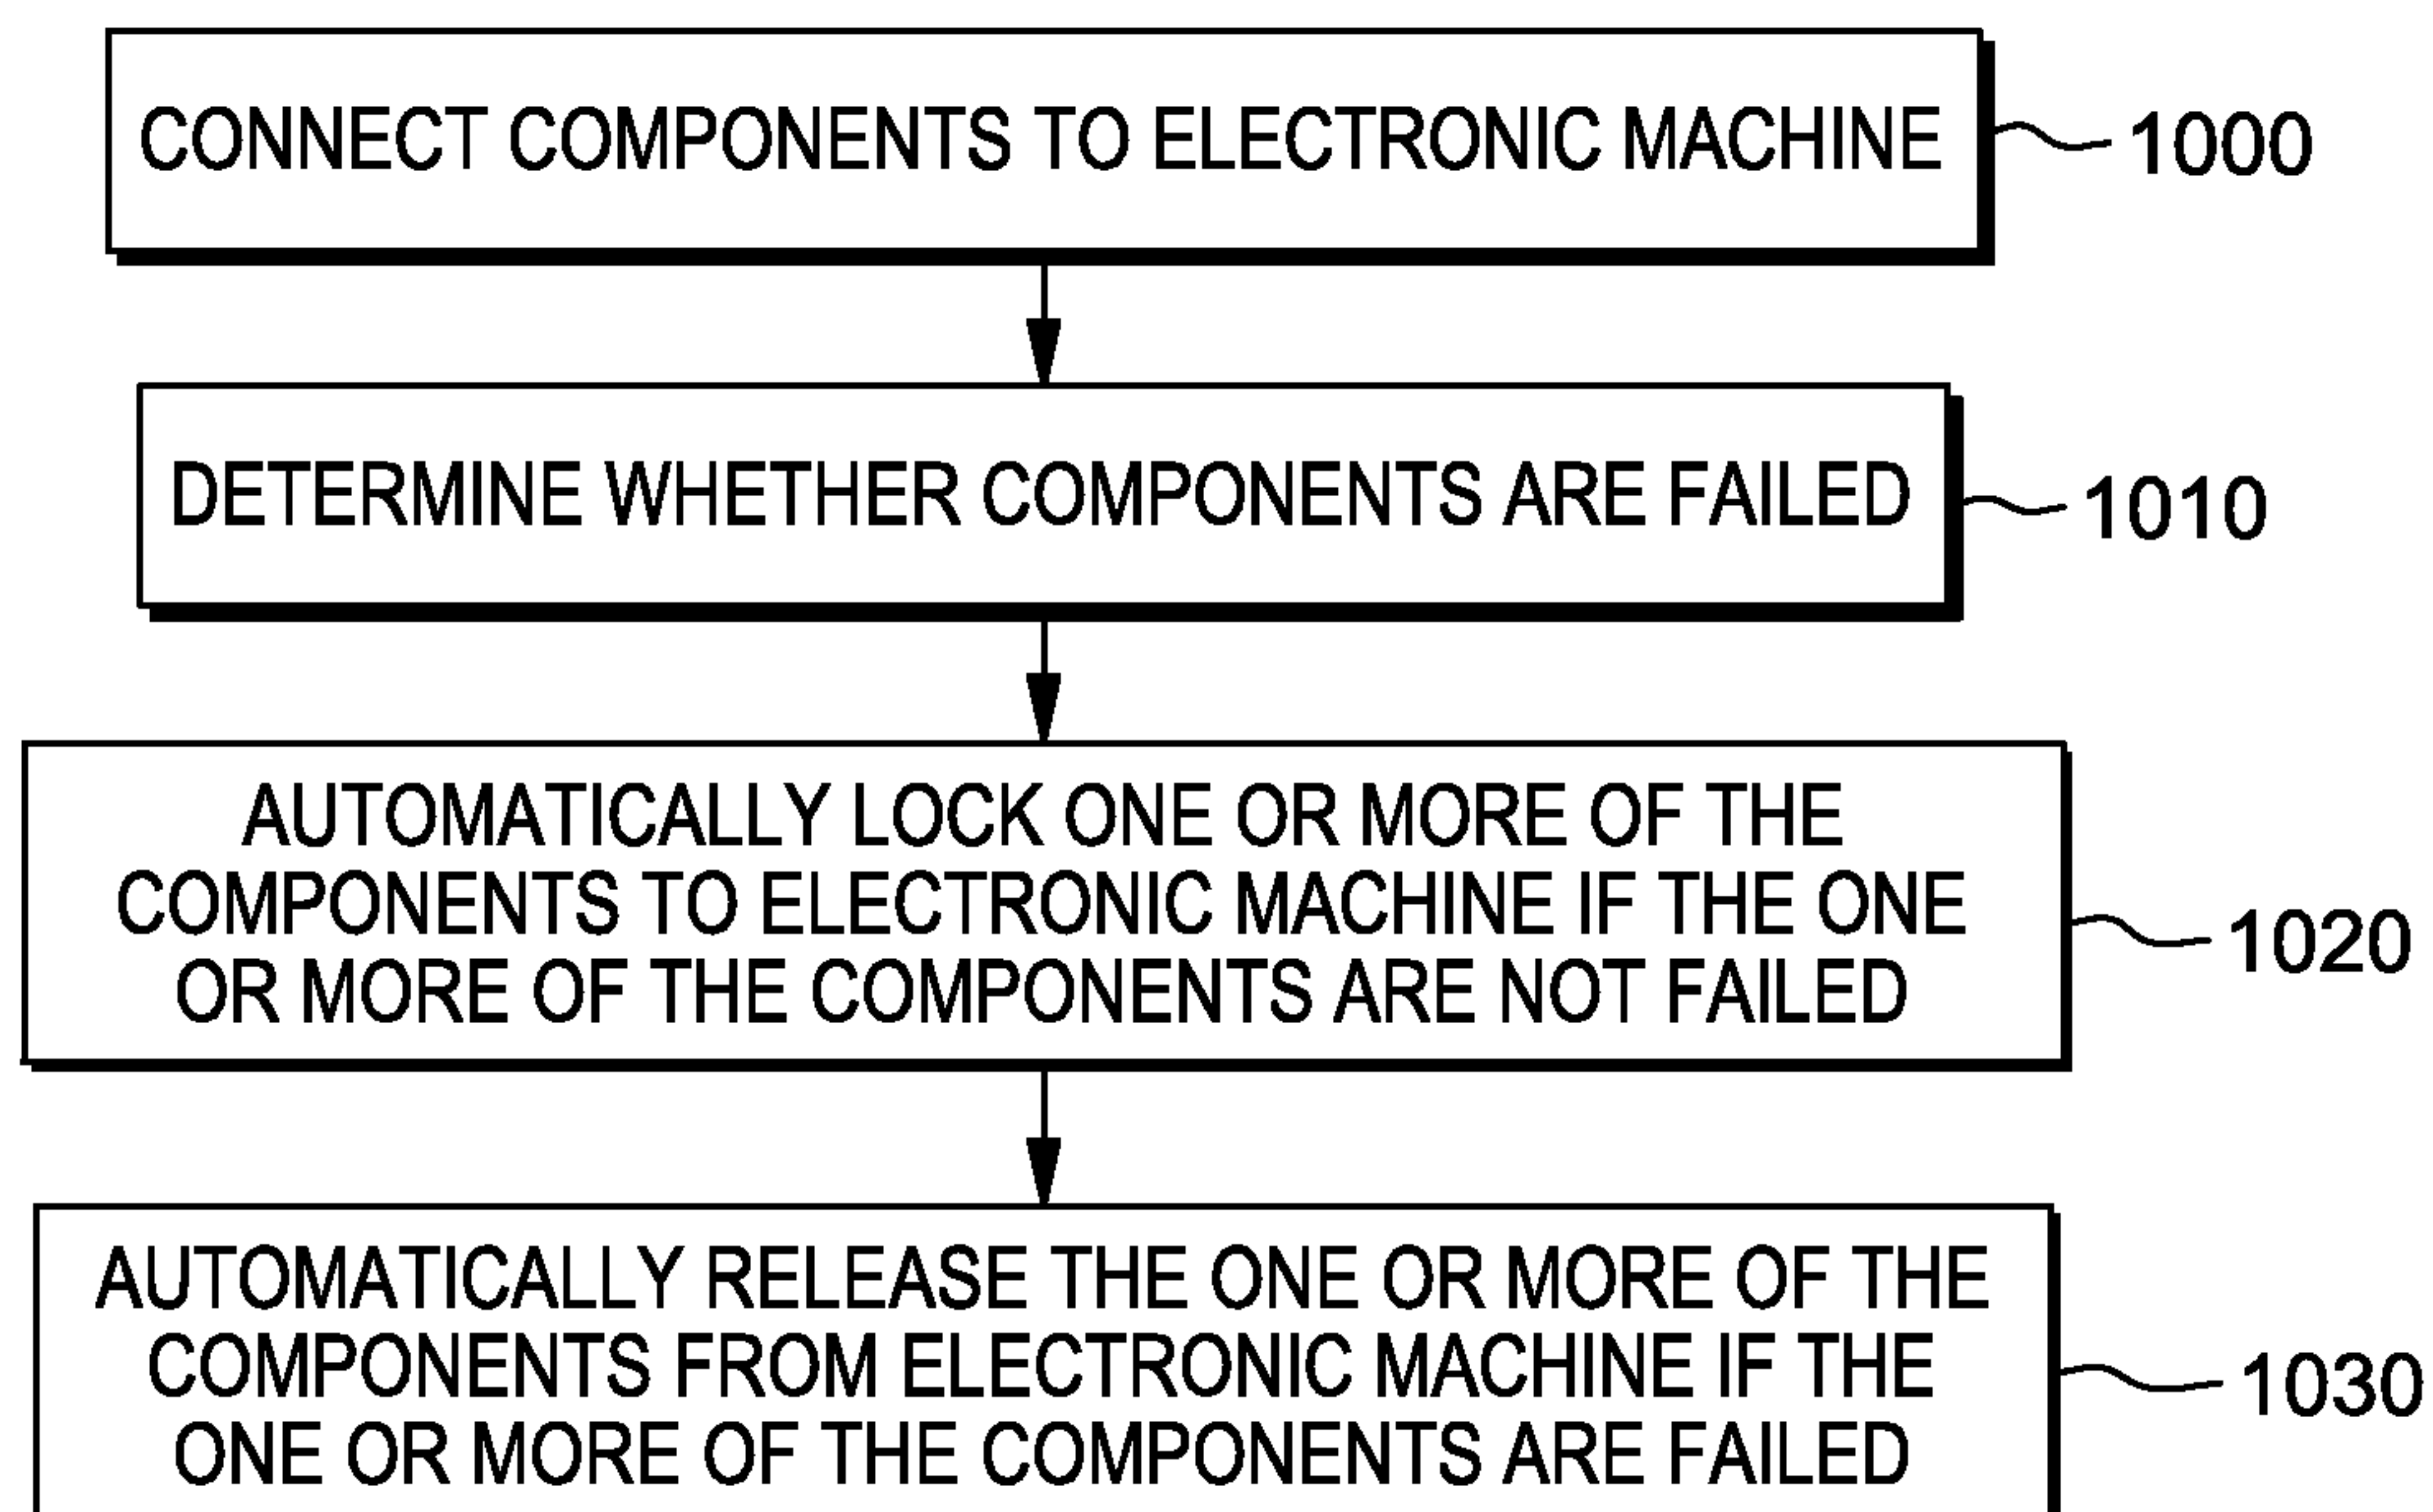 CONNECT COMPONENTS TO ELECTRONIC MACHINE
1000
DETERMINE WHETHER COMPONENTS ARE FAILED
1010
AUTOMATICALLY LOCK ONE OR MORE OF THE
COMPONENTS TO ELECTRONIC MACHINE IF THE ONE
OR MORE OF THE COMPONENTS ARE NOT FAILED
1020
AUTOMATICALLY RELEASE THE ONE OR MORE OF THE
COMPONENTS FROM ELECTRONIC MACHINE IF THE
ONE OR MORE OF THE COMPONENTS ARE FAILED
1030